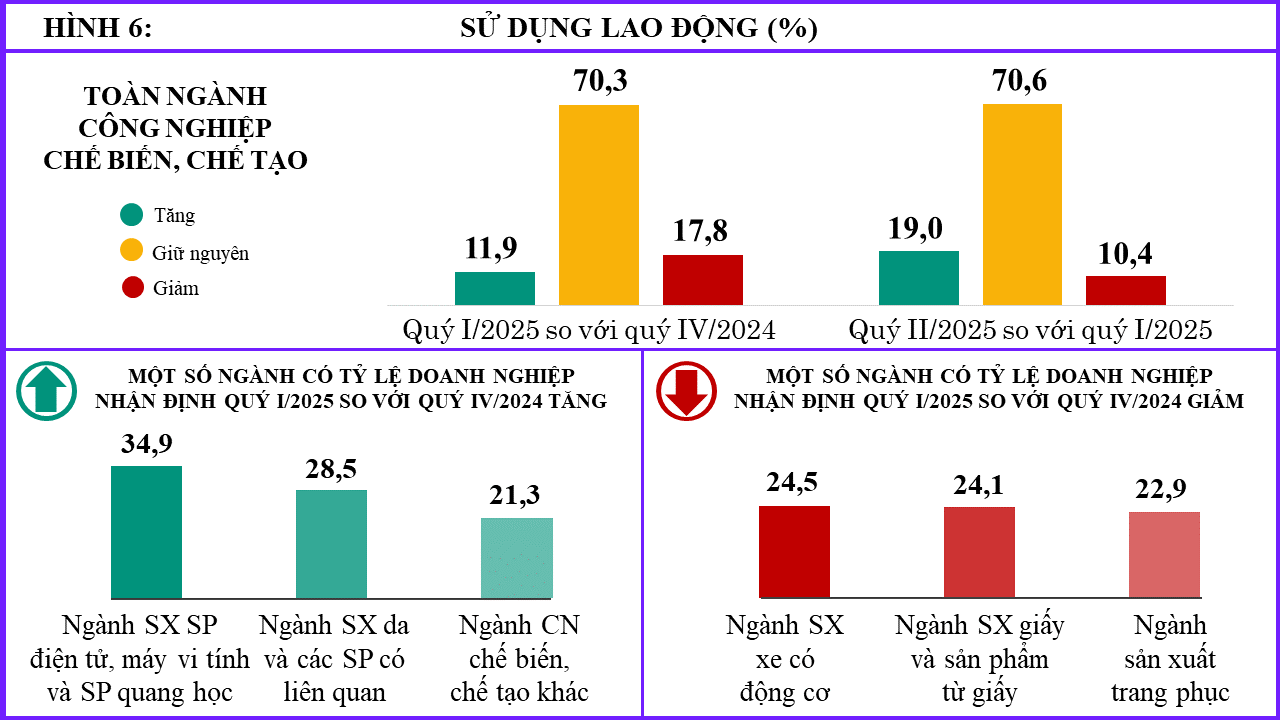 HÌNH 6:
SỬ DỤNG LAO ĐỘNG (%)
TOÀN NGÀNH
CÔNG NGHIỆP
CHẾ BIẾN, CHẾ TẠO
Tăng
Giữ nguyên
Giảm
11,9
70,3
17,8
Quý I/2025 so với quý IV/2024
19,0
70,6
10,4
Quý II/2025 so với quý I/2025
MỘT SỐ NGÀNH CÓ TỶ LỆ DOANH NGHIỆP
NHẬN ĐỊNH QUÝ I/2025 SO VỚI QUÝ IV/2024 TĂNG
34,9
28,5
21,3
Ngành SX SP
điện tử, máy vi tính
và SP quang học
Ngành SX da
và các SP có
liên quan
Ngành CN
chế biến,
chế tạo khác
MỘT SỐ NGÀNH CÓ TỶ LỆ DOANH NGHIỆP
NHẬN ĐỊNH QUÝ I/2025 SO VỚI QUÝ IV/2024 GIẢM
24,5
24,1
22,9
Ngành SX
xe có
động cơ
Ngành SX giấy
và sản phẩm
từ giấy
Ngành
sản xuất
trang phục